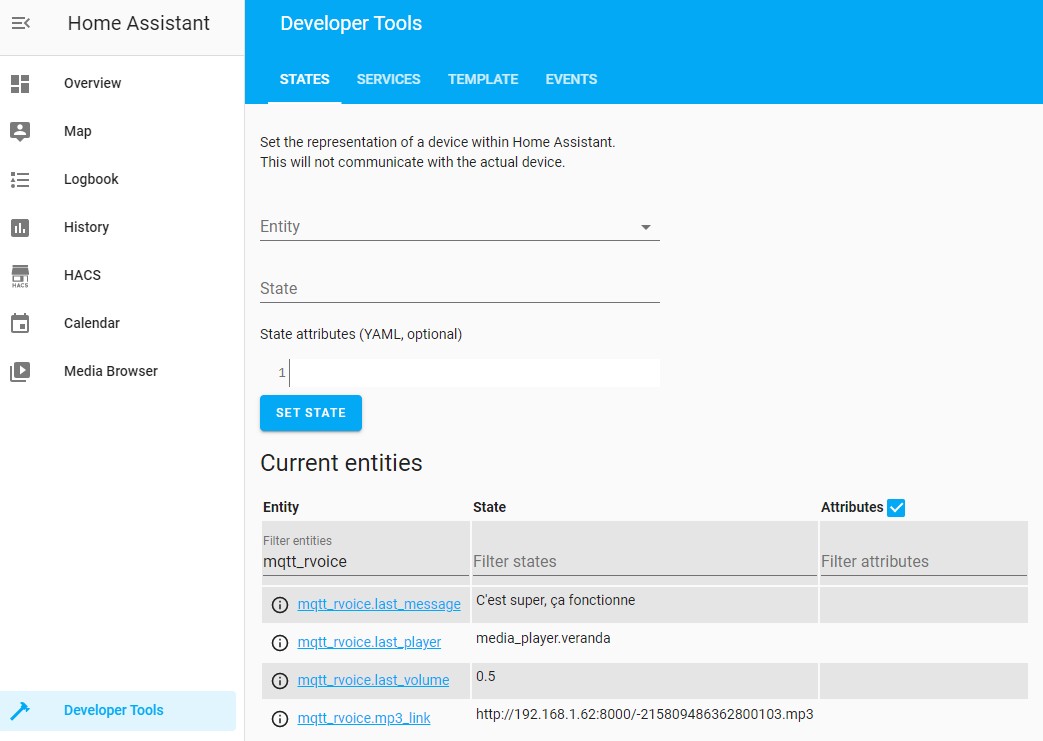 Home Assistant
Developer Tools
STATES SERVICES TEMPLATE EVENTS
Overview
Map
Logbook
History
HACS
HACS
Calendar
Media Browser
Developer Tools
Set the representation of a device within Home Assistant.
This will not communicate with the actual device.
Entity
State
State attributes (YAML, optional)
1
SET STATE
Current entities
Entity State Attributes
Filter entities
mqtt_rvoice Filter states Filter attributes
mqtt_rvoice.last_message C'est super, ça fonctionne
mqtt_rvoice.last_player media_player.veranda
mqtt_rvoice.last_volume 0.5
mqtt_rvoice.mp3_link http://192.168.1.62:8000/-215809486362800103.mp3